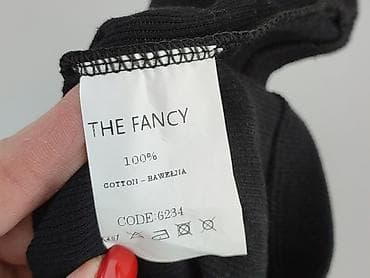 THE FANCY
100%
COTTON - BAWEŁNA
CODE:6234